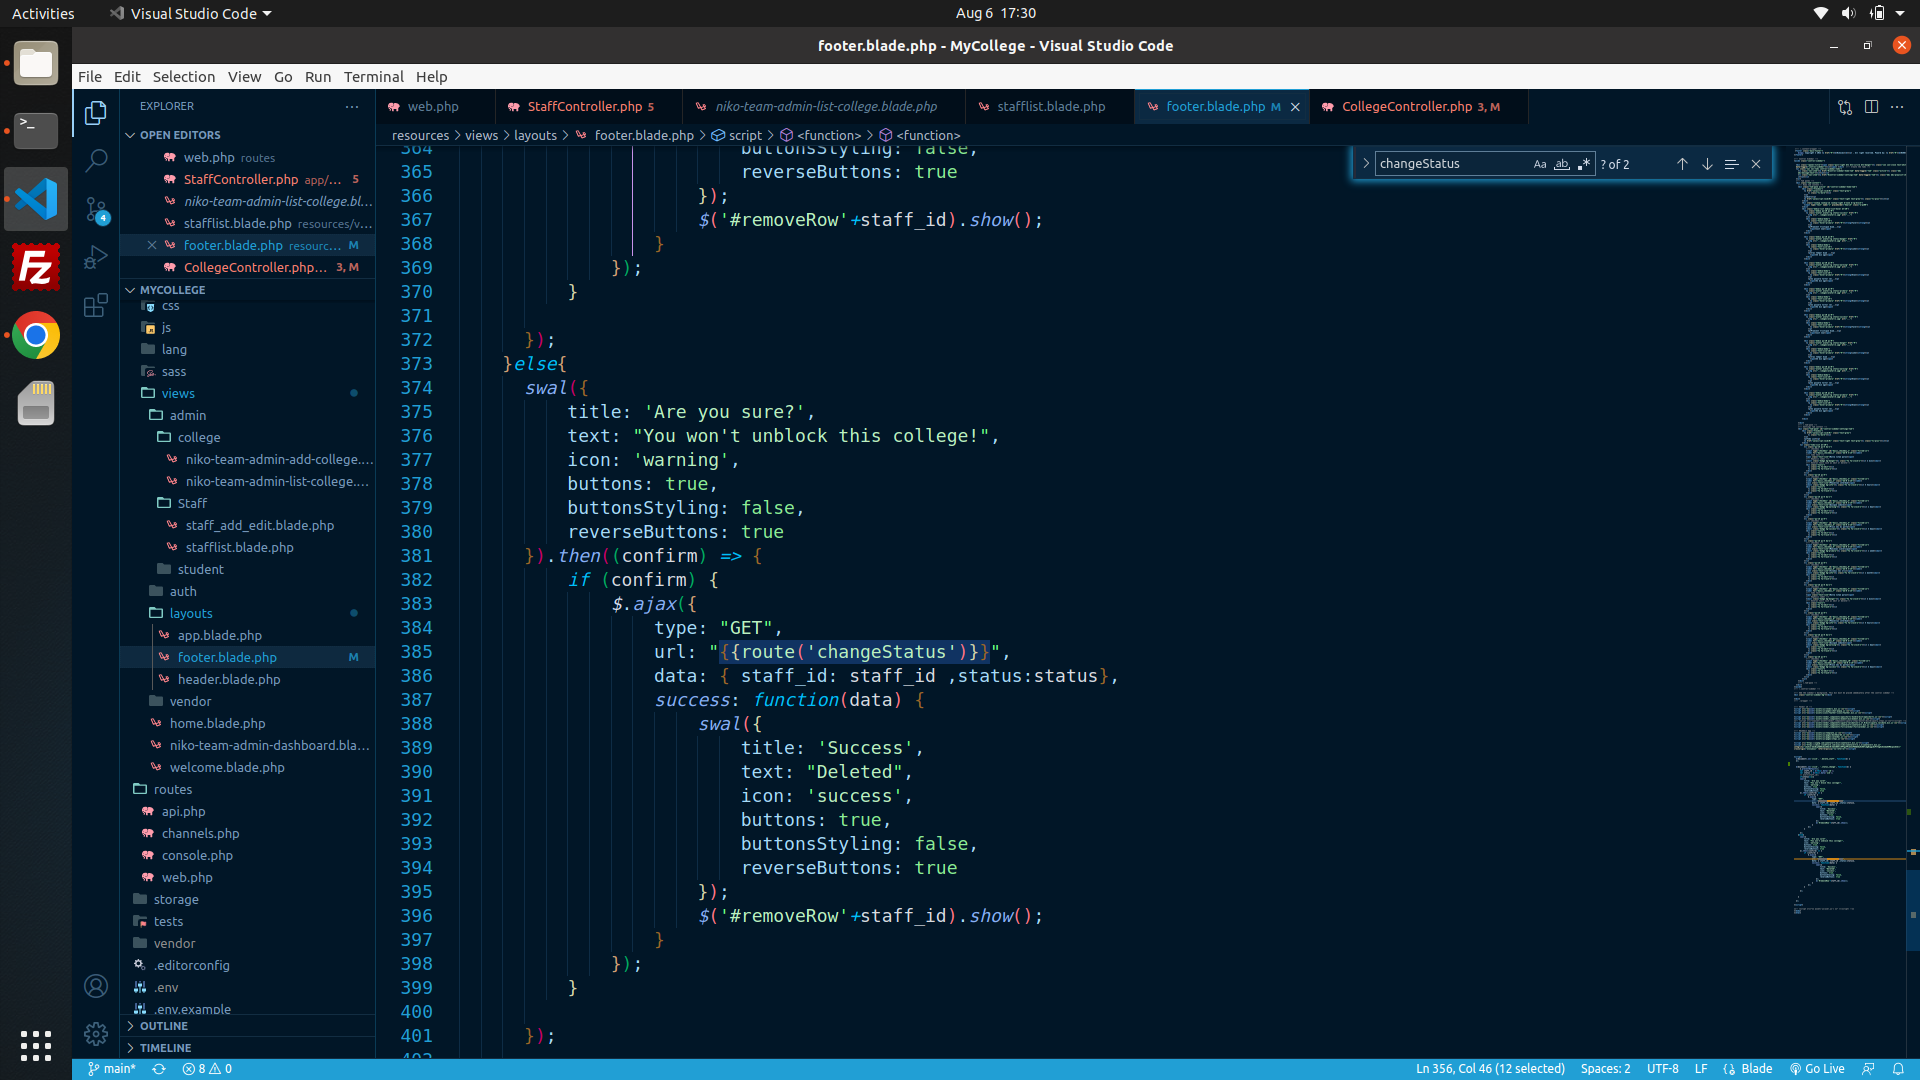 Activities
Visual Studio Code
Aug 6 17:30
footer.blade.php - MyCollege - Visual Studio Code
File Edit Selection View Go Run Terminal Help
EXPLORER
web.php
StaffController.php 5
niko-team-admin-list-college.blade.php
stafflist.blade.php
footer.blade.php M
CollegeController.php 3, M
resources > views > layouts > footer.blade.php > script > <function> > <function>
changeStatus
Aa
? of 2
OPEN EDITORS
web.php routes
StaffController.php app/... 5
niko-team-admin-list-college.bl...
stafflist.blade.php resources/v...
footer.blade.php resourc... M
CollegeController.php... 3, M
MYCOLLEGE
css
js
lang
sass
views
admin
college
niko-team-admin-add-college....
niko-team-admin-list-college....
Staff
staff_add_edit.blade.php
stafflist.blade.php
student
auth
layouts
app.blade.php
footer.blade.php M
header.blade.php
vendor
home.blade.php
niko-team-admin-dashboard.bla...
welcome.blade.php
routes
api.php
channels.php
console.php
web.php
storage
tests
vendor
.editorconfig
.env
.env.example
OUTLINE
TIMELINE
364 buttonsStyling: false,
365 reverseButtons: true
366 });
367 $('#removeRow'+staff_id).show();
368 }
369 });
370 }
371
372 });
373 }else{
374 swal({
375 title: 'Are you sure?',
376 text: "You won't unblock this college!",
377 icon: 'warning',
378 buttons: true,
379 buttonsStyling: false,
380 reverseButtons: true
381 }).then((confirm) => {
382 if (confirm) {
383 $.ajax({
384 type: "GET",
385 url: "{{route('changeStatus')}}",
386 data: { staff_id: staff_id ,status:status},
387 success: function(data) {
388 swal({
389 title: 'Success',
390 text: "Deleted",
391 icon: 'success',
392 buttons: true,
393 buttonsStyling: false,
394 reverseButtons: true
395 });
396 $('#removeRow'+staff_id).show();
397 }
398 });
399 }
400
401 });
402
4
Fz
main*
8 0
Ln 356, Col 46 (12 selected)
Spaces: 2
UTF-8
LF
Blade
Go Live